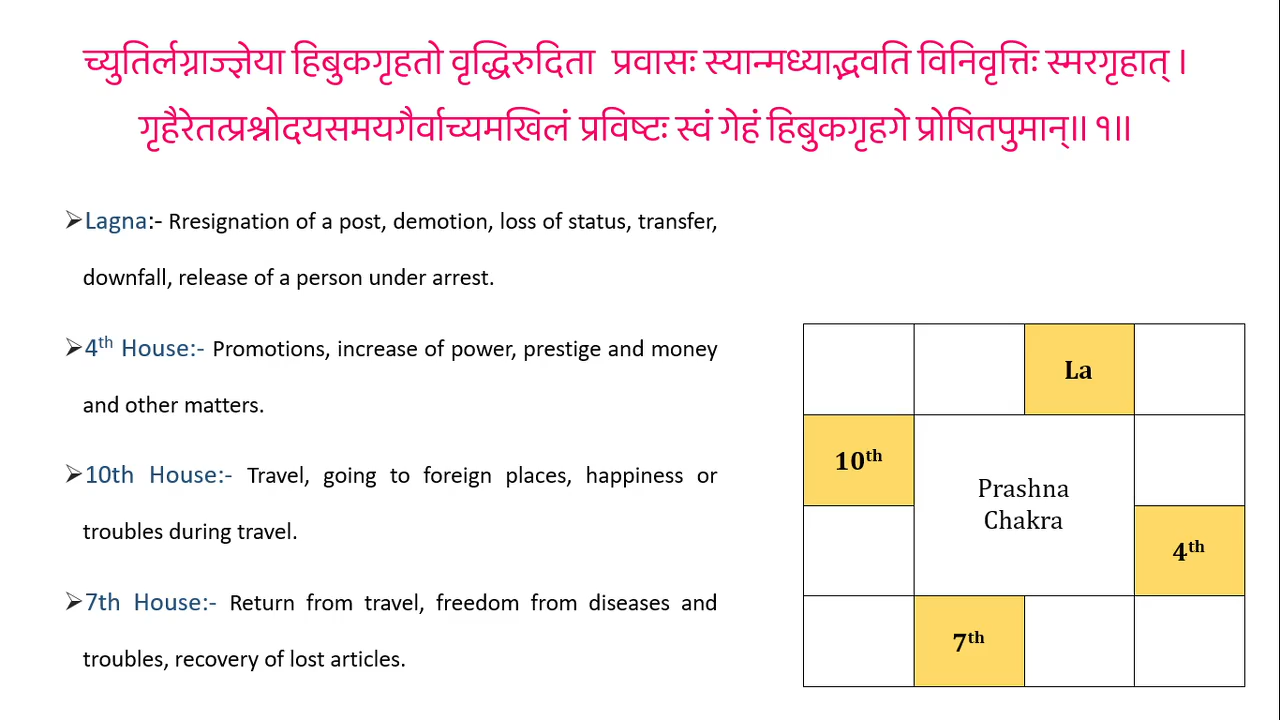 च्युतिर्लग्नाज्ज्ञेया हिबुकगृहतो वृद्धिरुदिता प्रवासः स्यान्मध्याद्भवति विनिवृत्तिः स्मरगृहात् ।
गृहैरेतत्प्रश्नोदयसमयगैर्वाच्यमखिलं प्रविष्टः स्वं गेहं हिबुकगृहगे प्रोषितपुमान्॥ १॥
➢Lagna:- Rresignation of a post, demotion, loss of status, transfer,
downfall, release of a person under arrest.
➢4th House:- Promotions, increase of power, prestige and money
and other matters.
➢10th House:- Travel, going to foreign places, happiness or
troubles during travel.
➢7th House:- Return from travel, freedom from diseases and
troubles, recovery of lost articles.
La
10th
Prashna
Chakra
4th
7th